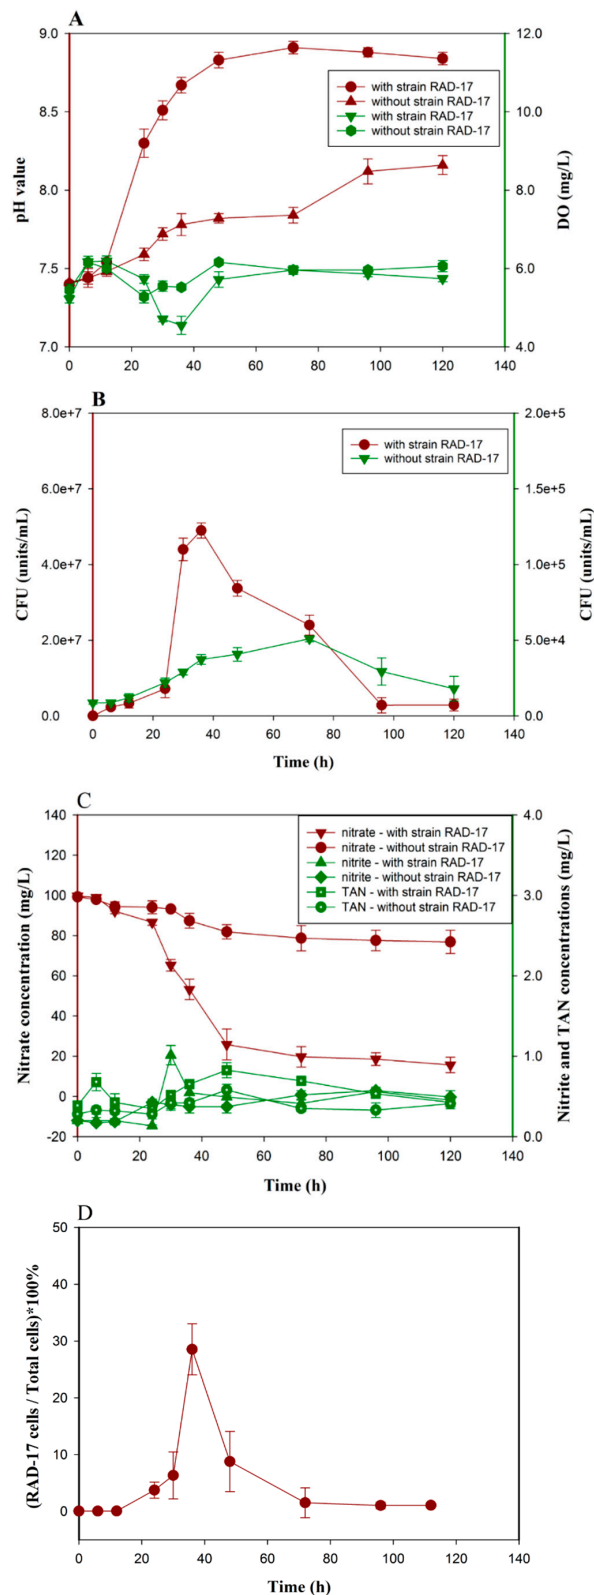 A
9.0
8.5
8.0
7.5
7.0
pH value
12.0
10.0
8.0
6.0
4.0
DO (mg/L)
with strain RAD-17
without strain RAD-17
with strain RAD-17
without strain RAD-17
0 20 40 60 80 100 120 140
B
8.0e+7
6.0e+7
4.0e+7
2.0e+7
0.0
CFU (units/mL)
2.0e+5
1.5e+5
1.0e+5
5.0e+4
0.0
CFU (units/mL)
with strain RAD-17
without strain RAD-17
0 20 40 60 80 100 120 140
Time (h)
C
140
120
100
80
60
40
20
0
-20
Nitrate concentration (mg/L)
4.0
3.0
2.0
1.0
0.0
Nitrite and TAN concentrations (mg/L)
nitrate - with strain RAD-17
nitrate - without strain RAD-17
nitrite - with strain RAD-17
nitrite - without strain RAD-17
TAN - with strain RAD-17
TAN - without strain RAD-17
0 20 40 60 80 100 120 140
Time (h)
D
50
40
30
20
10
0
(RAD-17 cells / Total cells)*100%
0 20 40 60 80 100 120 140
Time (h)